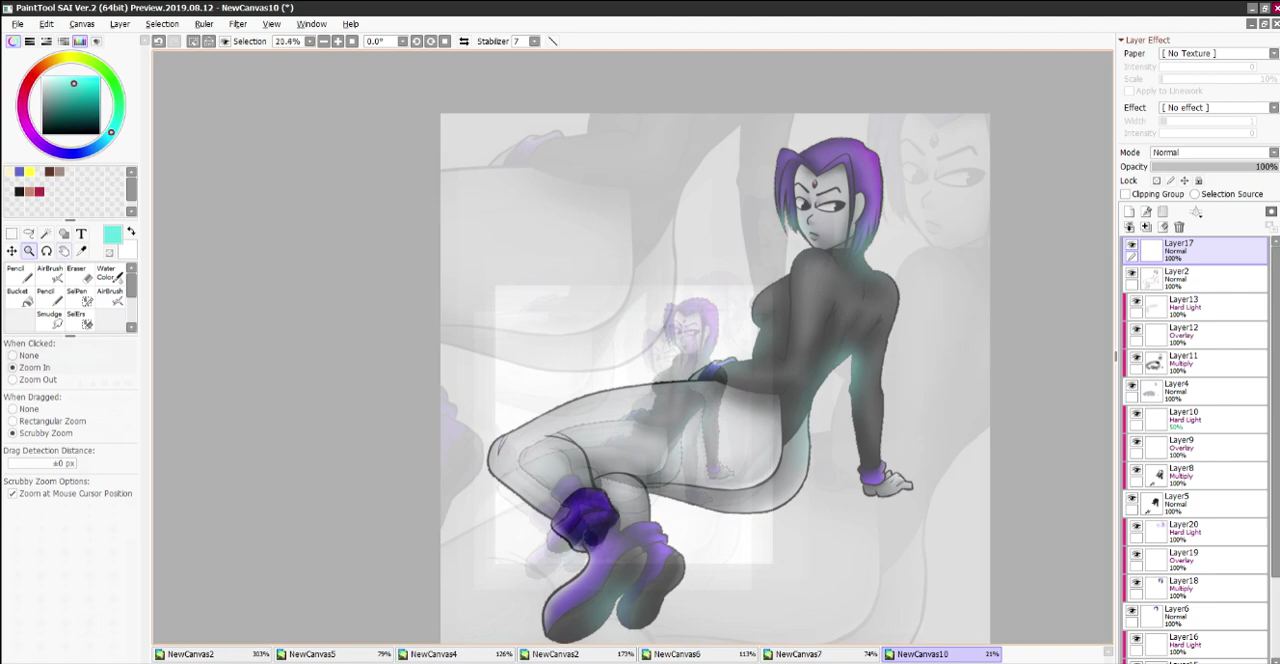 PaintTool SAI Ver.2 (64bit) Preview.2019.08.12 - NewCanvas10 (*)
File Edit Canvas Layer Selection Ruler Filter View Window Help
Selection 20.4% 0.0° Stabilizer 7
Layer Effect
Paper [ No Texture ]
Intensity 0
Scale 10%
Apply to Linework
Effect [ No effect ]
Width 1
Intensity 0
Mode Normal
Opacity 100%
Lock
Clipping Group Selection Source
T
Pencil AirBrush Eraser Water Color
Bucket Pencil SelPen AirBrush
Smudge SelErs
When Clicked:
None
Zoom In
Zoom Out
When Dragged:
None
Rectangular Zoom
Scrubby Zoom
Drag Detection Distance:
±0 px
Scrubby Zoom Options:
Zoom at Mouse Cursor Position
Layer17
Normal
100%
Layer2
Normal
100%
Layer13
Hard Light
100%
Layer12
Overlay
100%
Layer11
Multiply
100%
Layer4
Normal
100%
Layer10
Hard Light
50%
Layer9
Overlay
100%
Layer8
Multiply
100%
Layer5
Normal
100%
Layer20
Hard Light
100%
Layer19
Overlay
100%
Layer18
Multiply
100%
Layer6
Normal
100%
Layer16
Hard Light
100%
NewCanvas2 303% NewCanvas5 79% NewCanvas4 126% NewCanvas2 173% NewCanvas6 113% NewCanvas7 74% NewCanvas10 21%